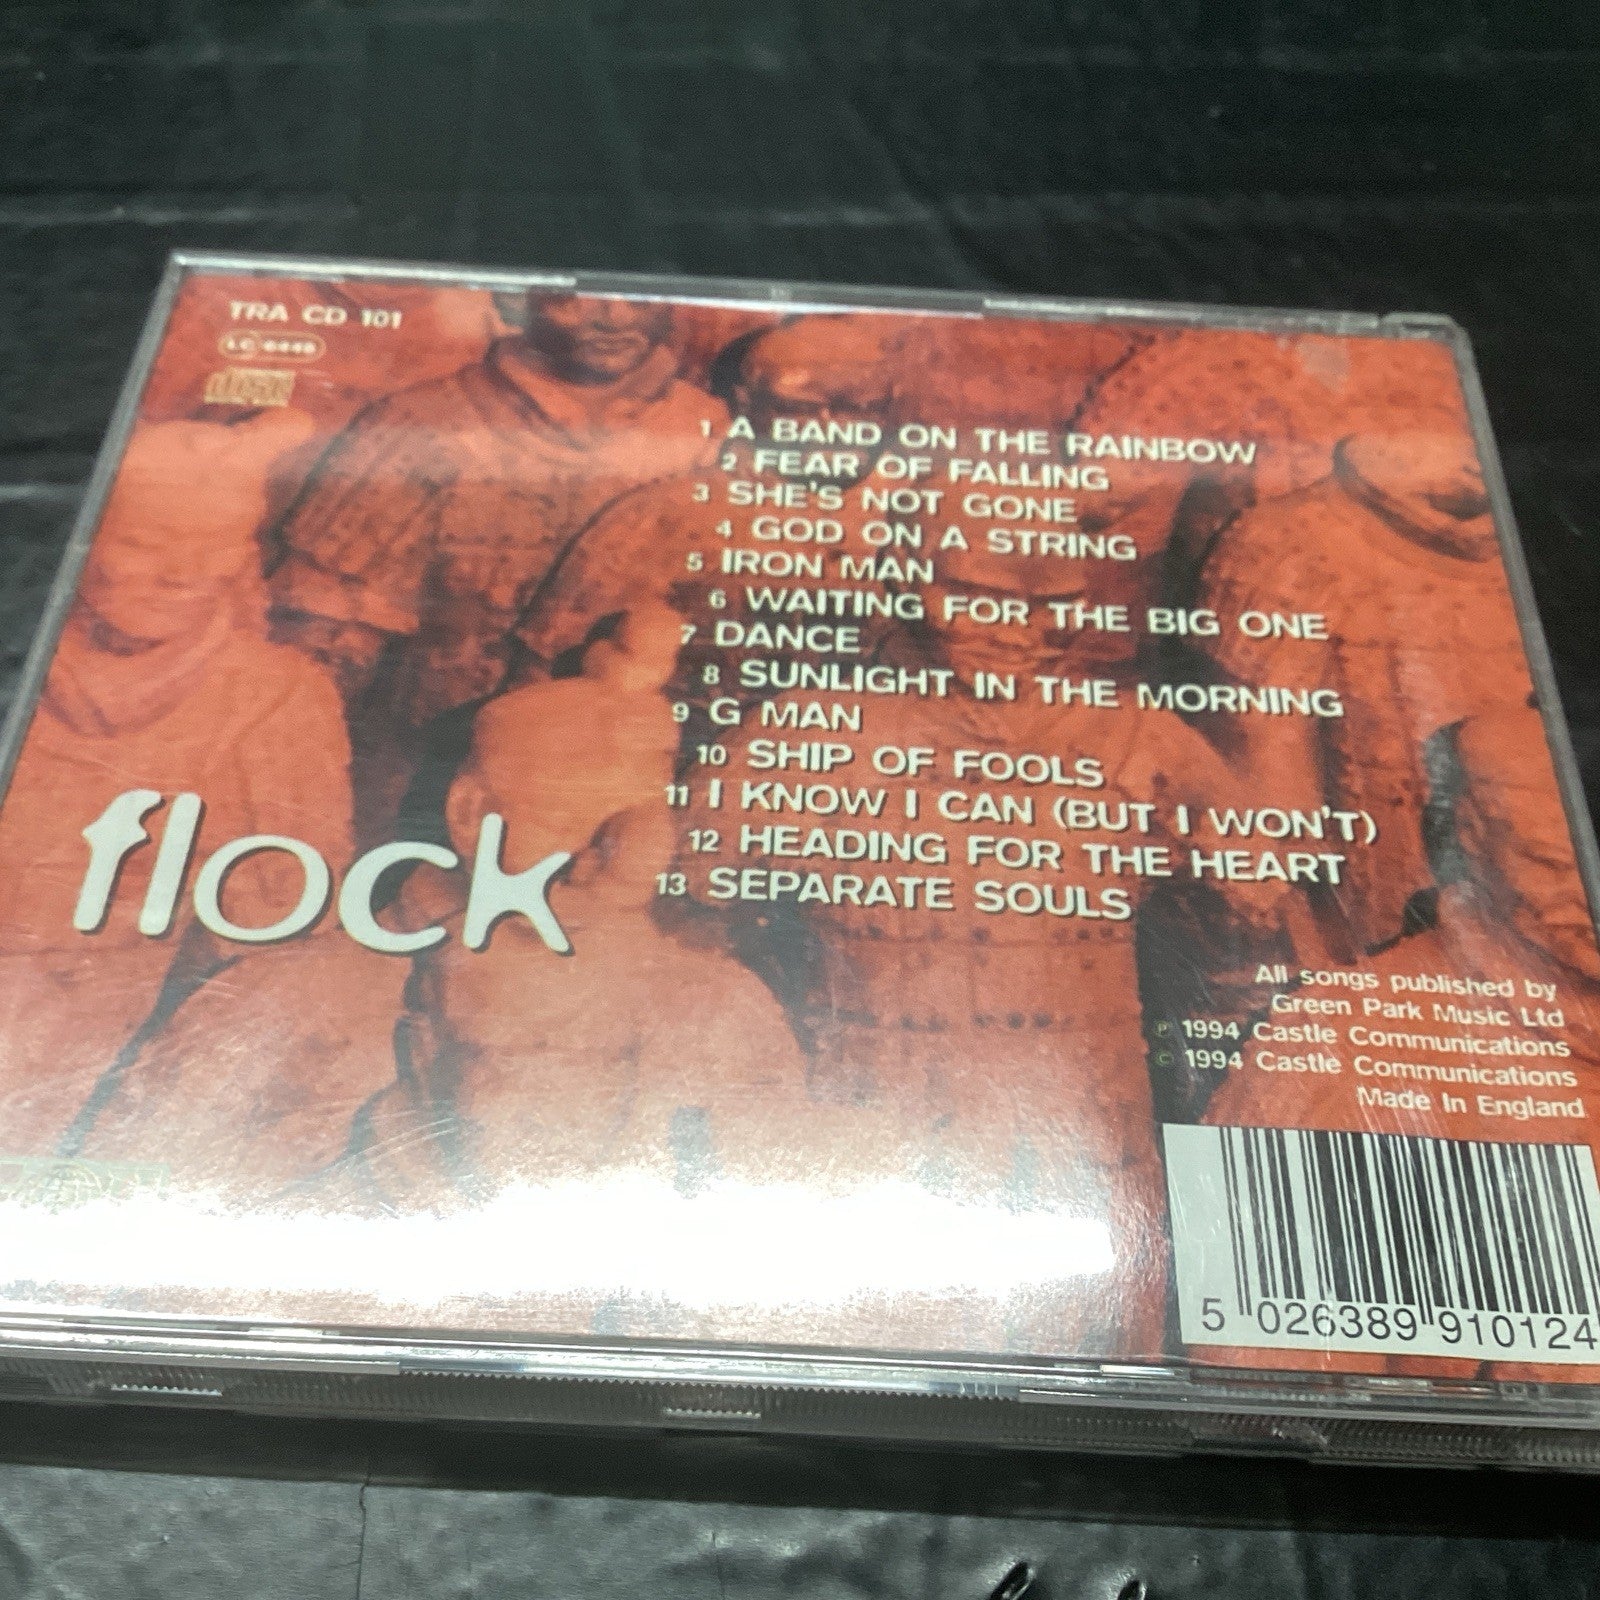 TRA CD 101
LC 6448
1 A BAND ON THE RAINBOW
2 FEAR OF FALLING
3 SHE'S NOT GONE
4 GOD ON A STRING
5 IRON MAN
6 WAITING FOR THE BIG ONE
7 DANCE
8 SUNLIGHT IN THE MORNING
9 G MAN
10 SHIP OF FOOLS
11 I KNOW I CAN (BUT I WON'T)
12 HEADING FOR THE HEART
13 SEPARATE SOULS
flock
All songs published by
Green Park Music Ltd
℗ 1994 Castle Communications
© 1994 Castle Communications
Made In England
5 026389 910124